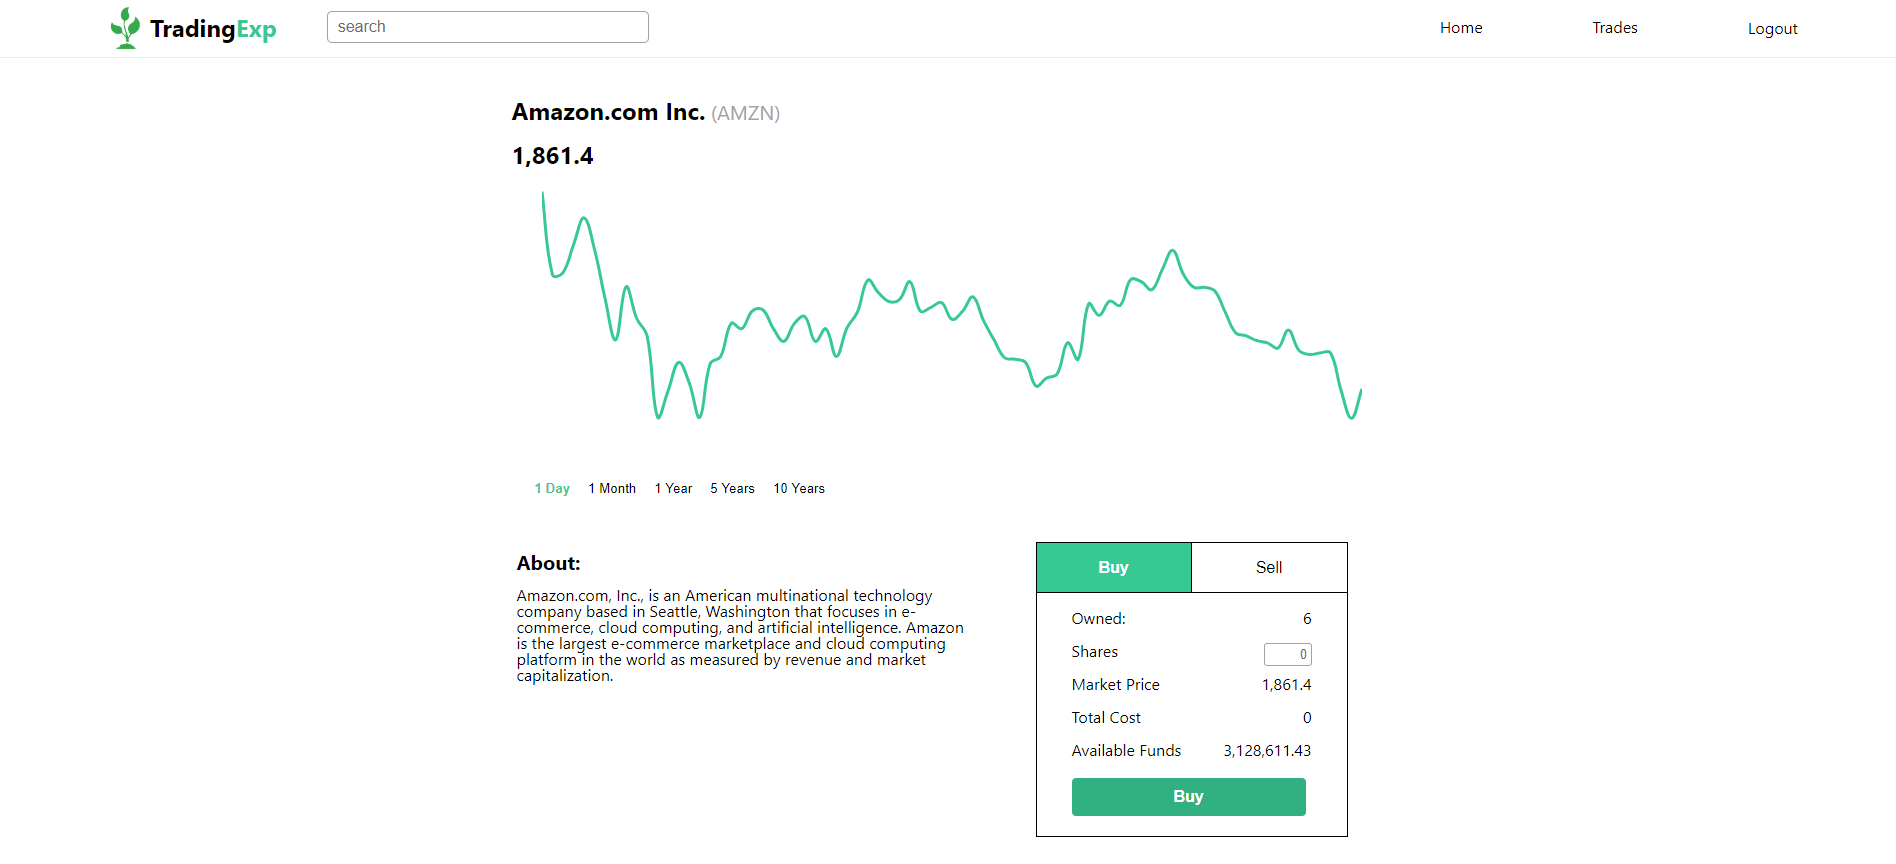 TradingExp
search
Home
Trades
Logout
Amazon.com Inc. (AMZN)
1,861.4
1 Day 1 Month 1 Year 5 Years 10 Years
About:
Amazon.com, Inc., is an American multinational technology
company based in Seattle, Washington that focuses in e-
commerce, cloud computing, and artificial intelligence. Amazon
is the largest e-commerce marketplace and cloud computing
platform in the world as measured by revenue and market
capitalization.
Buy Sell
Owned: 6
Shares 0
Market Price 1,861.4
Total Cost 0
Available Funds 3,128,611.43
Buy